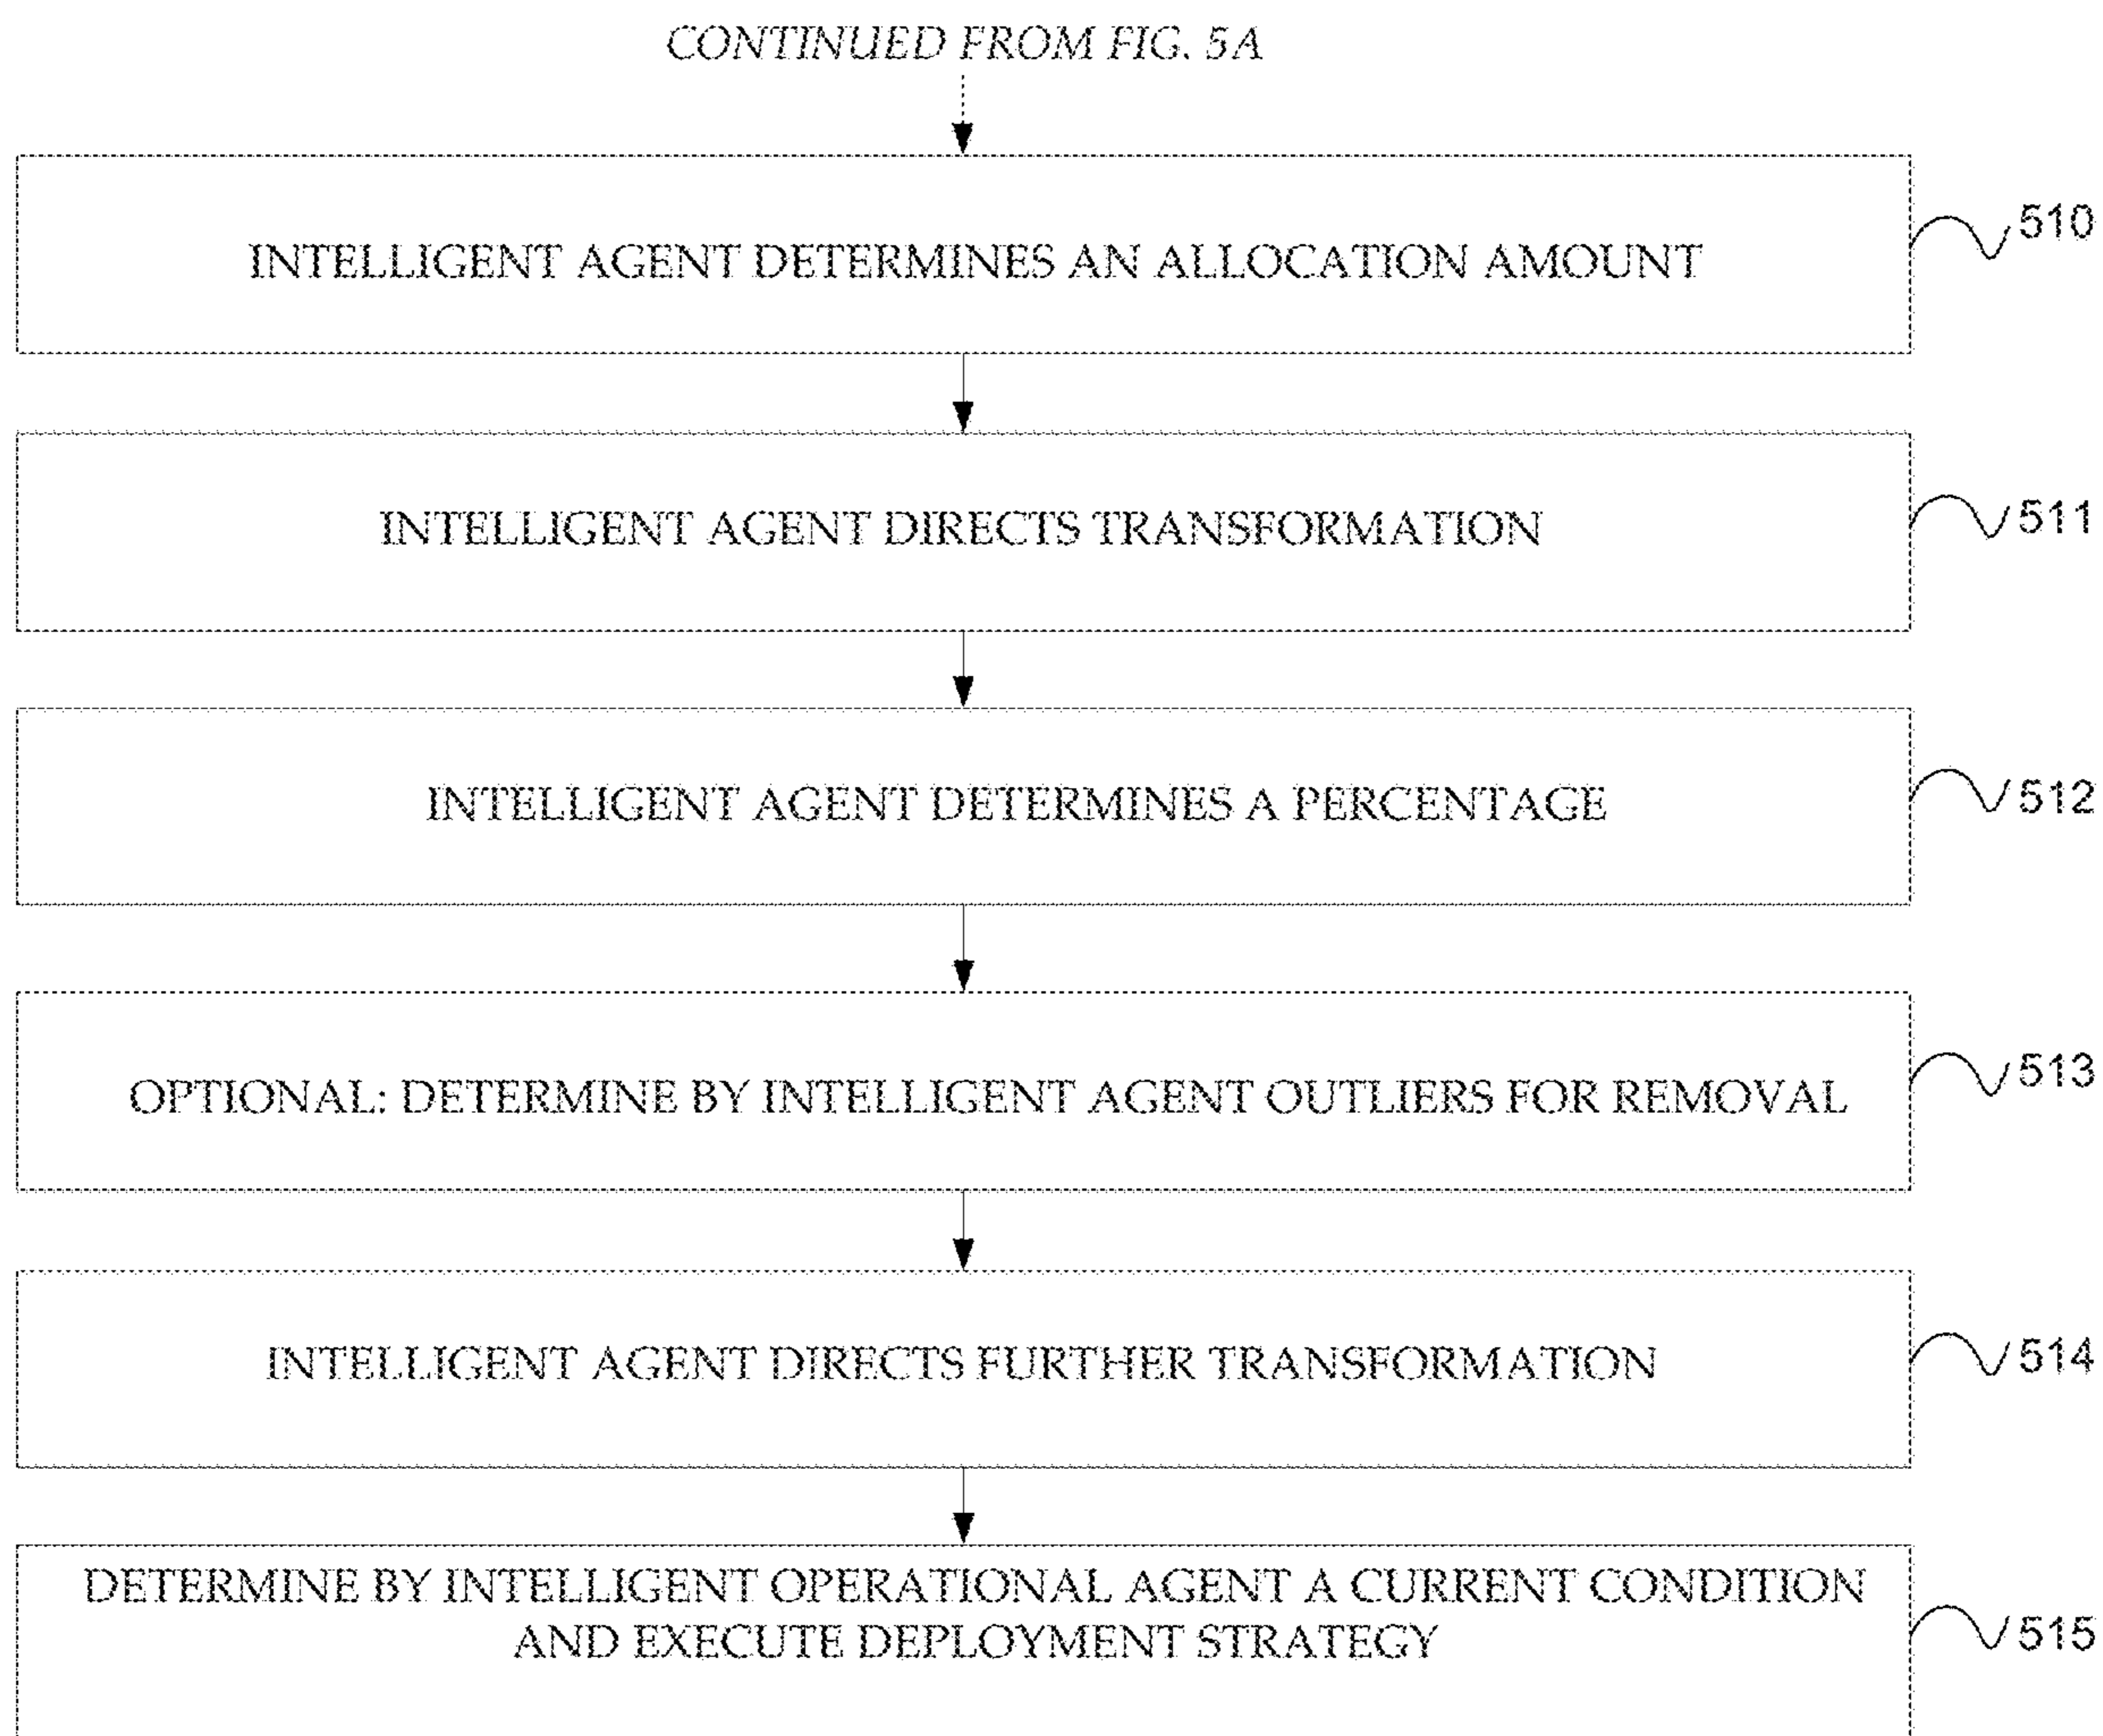 CONTINUED FROM FIG. 5A
INTELLIGENT AGENT DETERMINES AN ALLOCATION AMOUNT
510
INTELLIGENT AGENT DIRECTS TRANSFORMATION
511
INTELLIGENT AGENT DETERMINES A PERCENTAGE
512
OPTIONAL: DETERMINE BY INTELLIGENT AGENT OUTLIERS FOR REMOVAL
513
INTELLIGENT AGENT DIRECTS FURTHER TRANSFORMATION
514
DETERMINE BY INTELLIGENT OPERATIONAL AGENT A CURRENT CONDITION
AND EXECUTE DEPLOYMENT STRATEGY
515